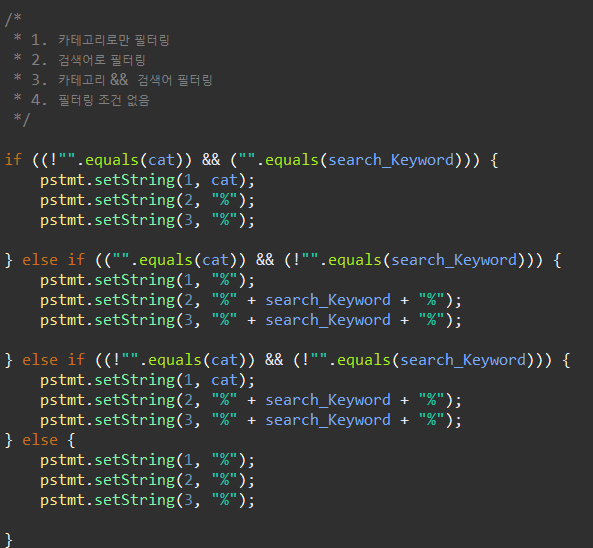 /*
 * 1. 카테고리로만 필터링
 * 2. 검색어로 필터링
 * 3. 카테고리 && 검색어 필터링
 * 4. 필터링 조건 없음
 */
if ((!"".equals(cat)) && ("".equals(search_Keyword))) {
    pstmt.setString(1, cat);
    pstmt.setString(2, "%");
    pstmt.setString(3, "%");
} else if (("".equals(cat)) && (!"".equals(search_Keyword))) {
    pstmt.setString(1, "%");
    pstmt.setString(2, "%" + search_Keyword + "%");
    pstmt.setString(3, "%" + search_Keyword + "%");
} else if ((!"".equals(cat)) && (!"".equals(search_Keyword))) {
    pstmt.setString(1, cat);
    pstmt.setString(2, "%" + search_Keyword + "%");
    pstmt.setString(3, "%" + search_Keyword + "%");
} else {
    pstmt.setString(1, "%");
    pstmt.setString(2, "%");
    pstmt.setString(3, "%");
}